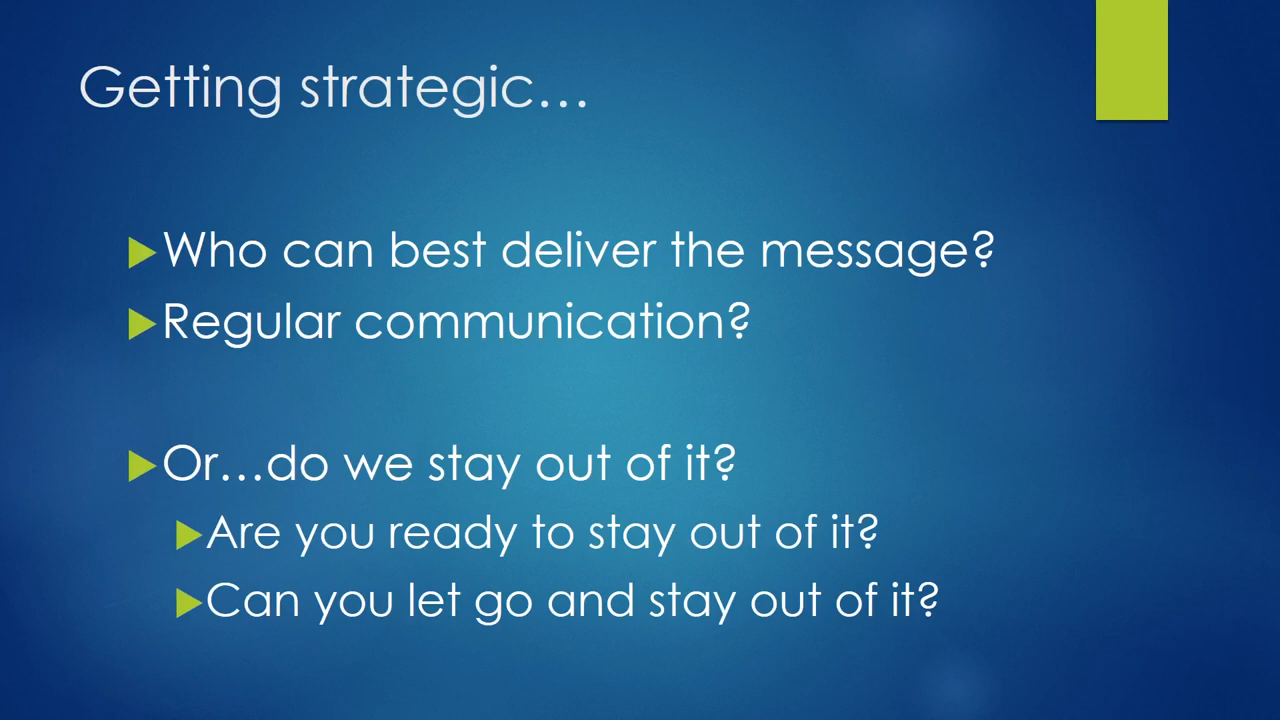 Getting strategic…
Who can best deliver the message?
Regular communication?
Or…do we stay out of it?
Are you ready to stay out of it?
Can you let go and stay out of it?